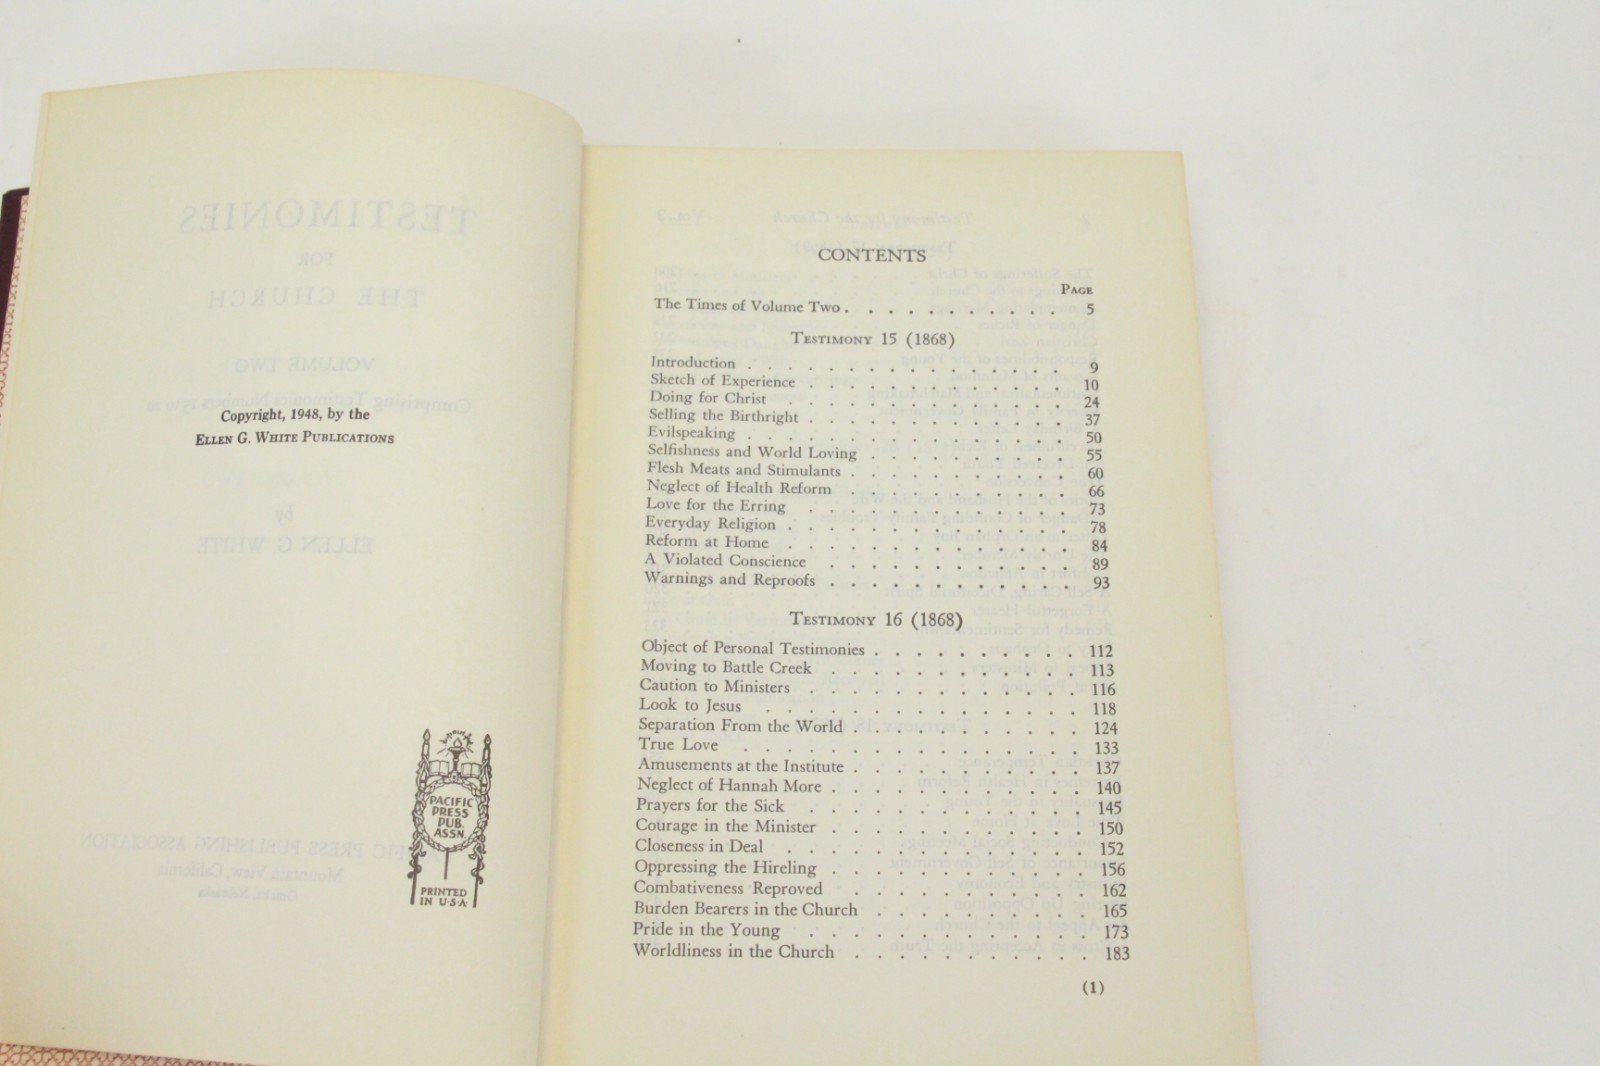 Copyright, 1948, by the
ELLEN G. WHITE PUBLICATIONS
PACIFIC
PRESS
PUB.
ASSN.
PRINTED
IN U·S·A·
CONTENTS
PAGE
The Times of Volume Two . . . . . . . . . . . 5
TESTIMONY 15 (1868)
Introduction . . . . . . . . . . . . . . . 9
Sketch of Experience . . . . . . . . . . . . 10
Doing for Christ . . . . . . . . . . . . . 24
Selling the Birthright . . . . . . . . . . . . 37
Evilspeaking . . . . . . . . . . . . . . . 50
Selfishness and World Loving . . . . . . . . . 55
Flesh Meats and Stimulants . . . . . . . . . . 60
Neglect of Health Reform . . . . . . . . . . 66
Love for the Erring . . . . . . . . . . . . 73
Everyday Religion . . . . . . . . . . . . . 78
Reform at Home . . . . . . . . . . . . . 84
A Violated Conscience . . . . . . . . . . . 89
Warnings and Reproofs . . . . . . . . . . . 93
TESTIMONY 16 (1868)
Object of Personal Testimonies . . . . . . . . . . 112
Moving to Battle Creek . . . . . . . . . . . . 113
Caution to Ministers . . . . . . . . . . . . 116
Look to Jesus . . . . . . . . . . . . . . 118
Separation From the World . . . . . . . . . . . 124
True Love . . . . . . . . . . . . . . . 133
Amusements at the Institute . . . . . . . . . . 137
Neglect of Hannah More . . . . . . . . . . . . 140
Prayers for the Sick . . . . . . . . . . . . 145
Courage in the Minister . . . . . . . . . . . 150
Closeness in Deal . . . . . . . . . . . . . 152
Oppressing the Hireling . . . . . . . . . . . 156
Combativeness Reproved . . . . . . . . . . . 162
Burden Bearers in the Church . . . . . . . . . . 165
Pride in the Young . . . . . . . . . . . . 173
Worldliness in the Church . . . . . . . . . . . 183
(1)